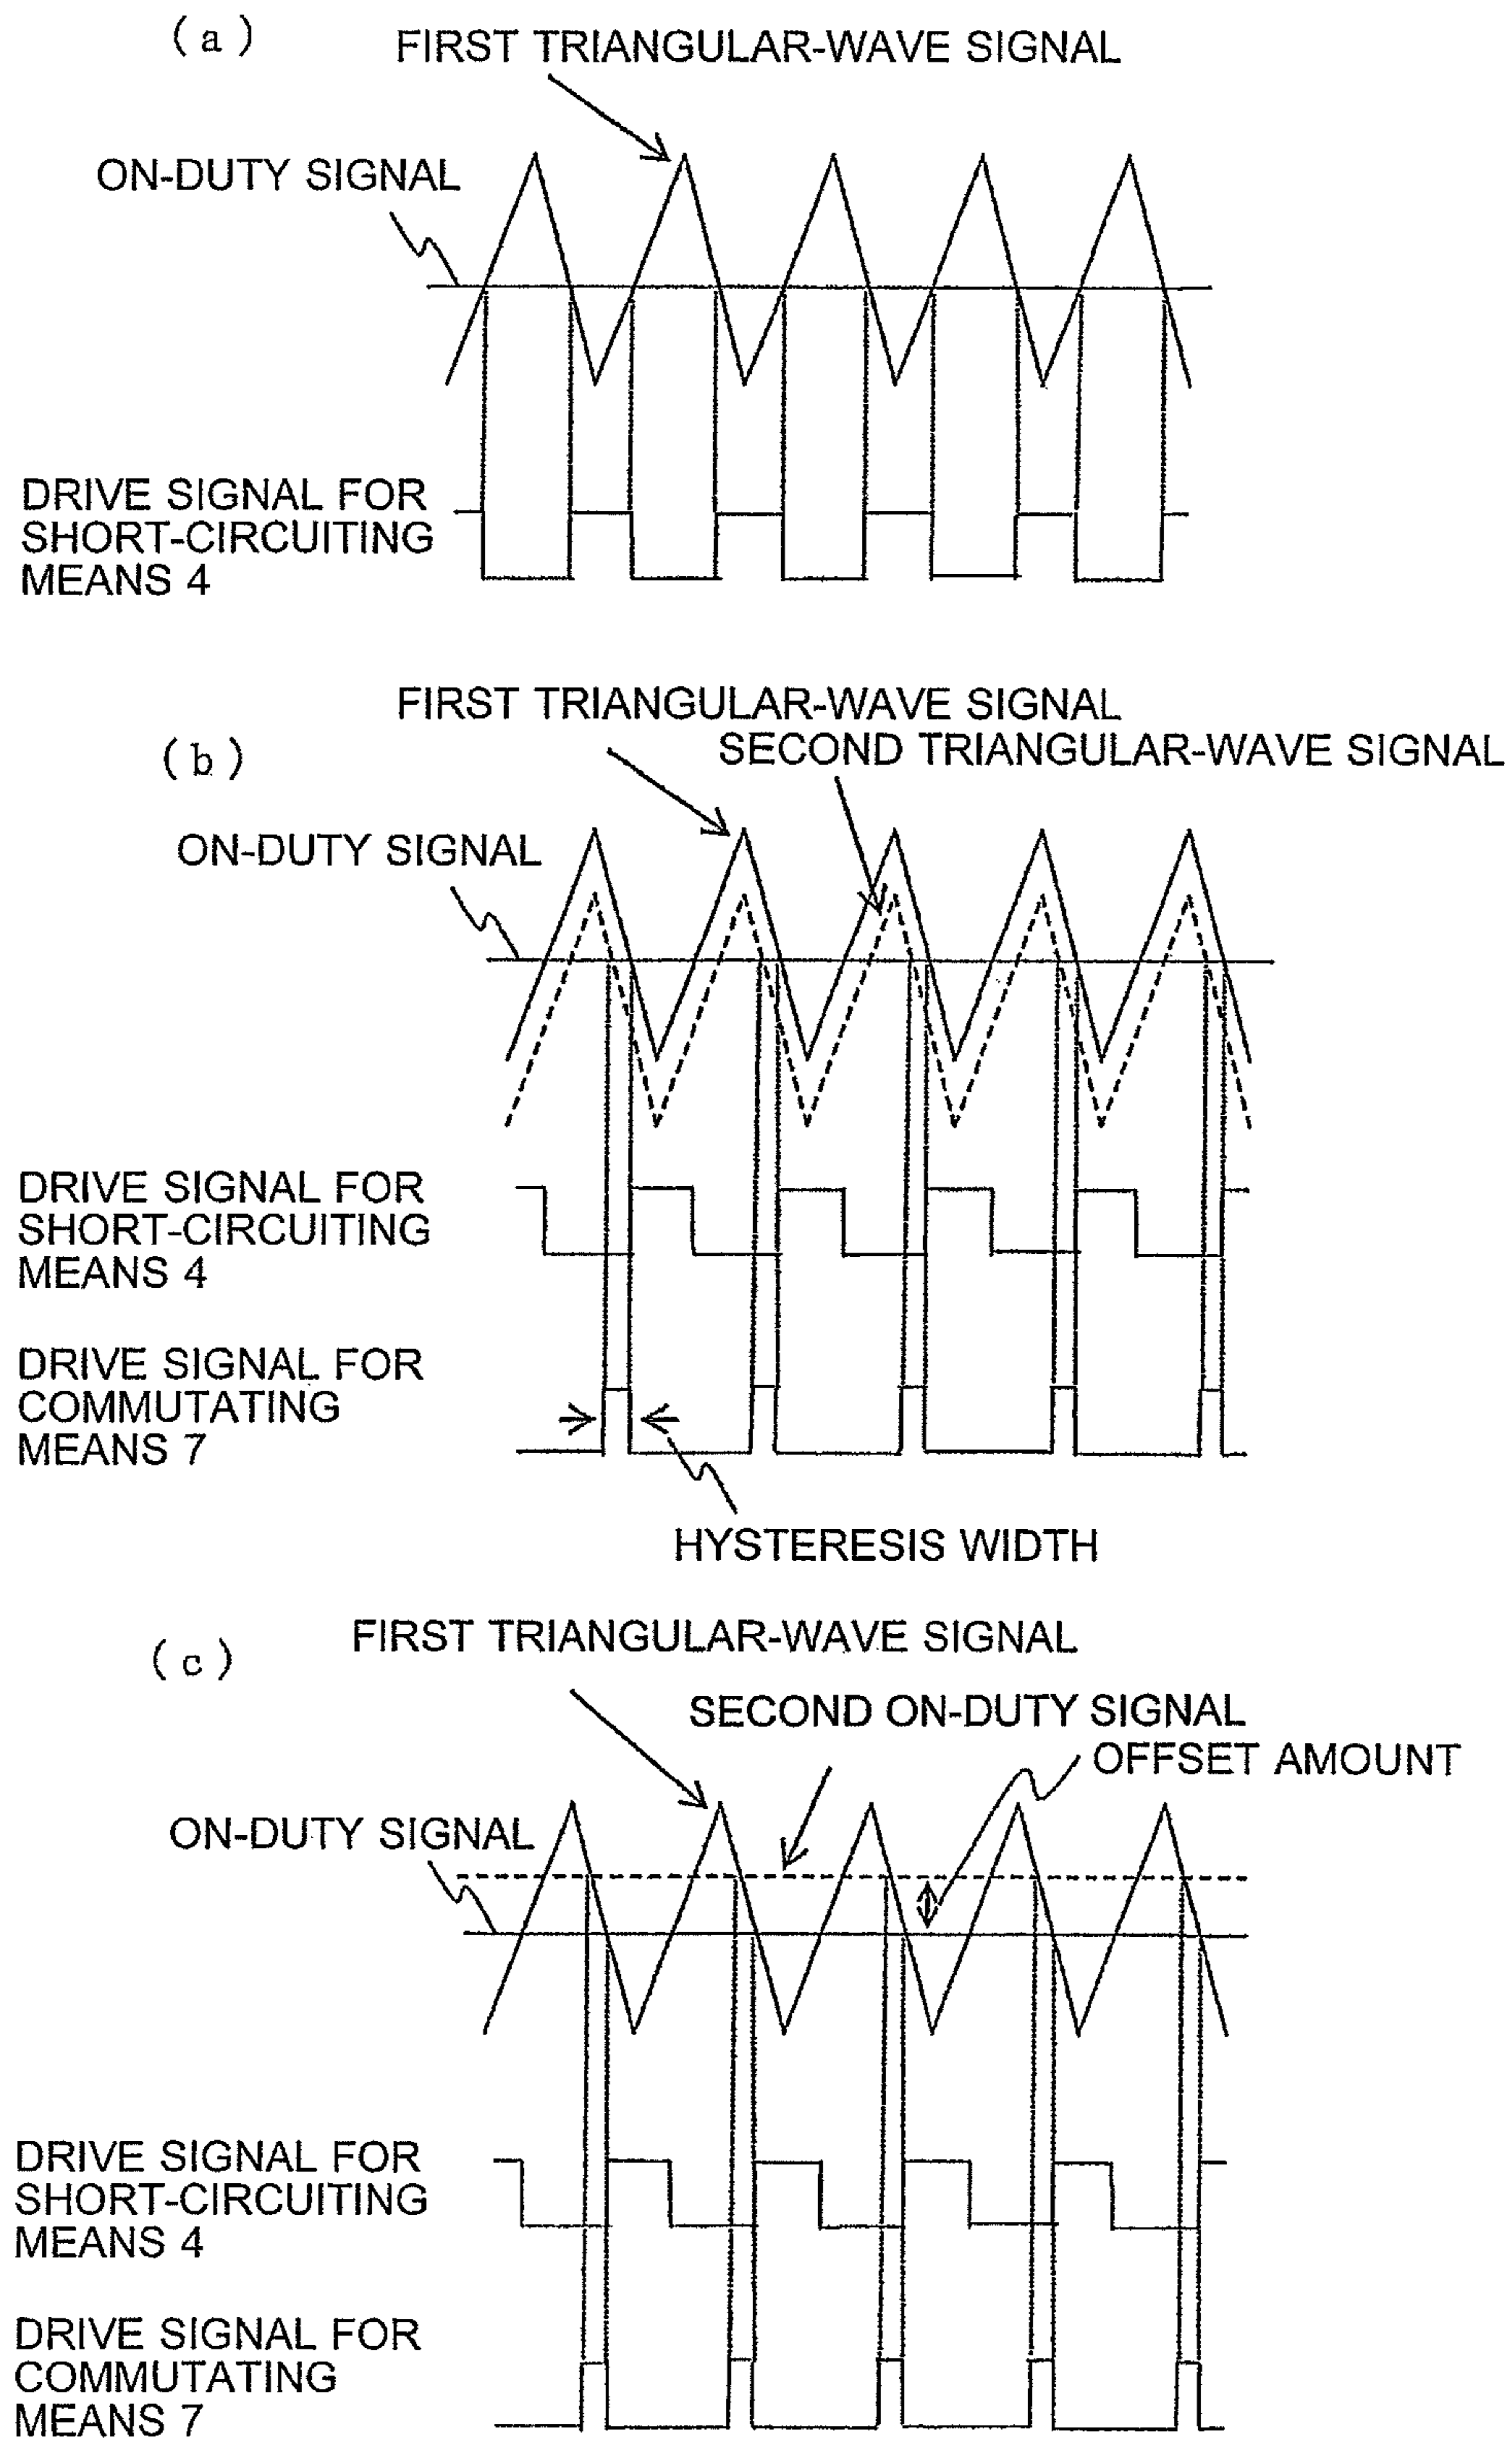 (a)
FIRST TRIANGULAR-WAVE SIGNAL
ON-DUTY SIGNAL
DRIVE SIGNAL FOR
SHORT-CIRCUITING
MEANS 4
FIRST TRIANGULAR-WAVE SIGNAL
(b)
SECOND TRIANGULAR-WAVE SIGNAL
ON-DUTY SIGNAL
DRIVE SIGNAL FOR
SHORT-CIRCUITING
MEANS 4
DRIVE SIGNAL FOR
COMMUTATING
MEANS 7
HYSTERESIS WIDTH
FIRST TRIANGULAR-WAVE SIGNAL
(c)
SECOND ON-DUTY SIGNAL
OFFSET AMOUNT
ON-DUTY SIGNAL
DRIVE SIGNAL FOR
SHORT-CIRCUITING
MEANS 4
DRIVE SIGNAL FOR
COMMUTATING
MEANS 7